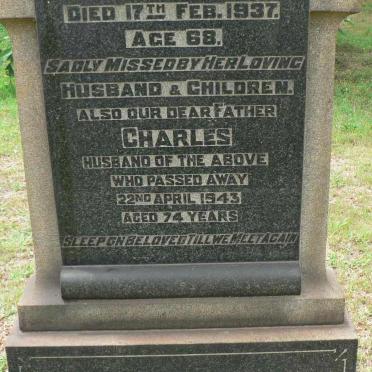 DIED 17TH FEB. 1937.
AGE 68.
SADLY MISSED BY HER LOVING
HUSBAND & CHILDREN.
ALSO OUR DEAR FATHER
CHARLES
HUSBAND OF THE ABOVE
WHO PASSED AWAY
22ND APRIL 1943
AGED 74 YEARS
SLEEP ON BELOVED TILL WE MEET AGAIN